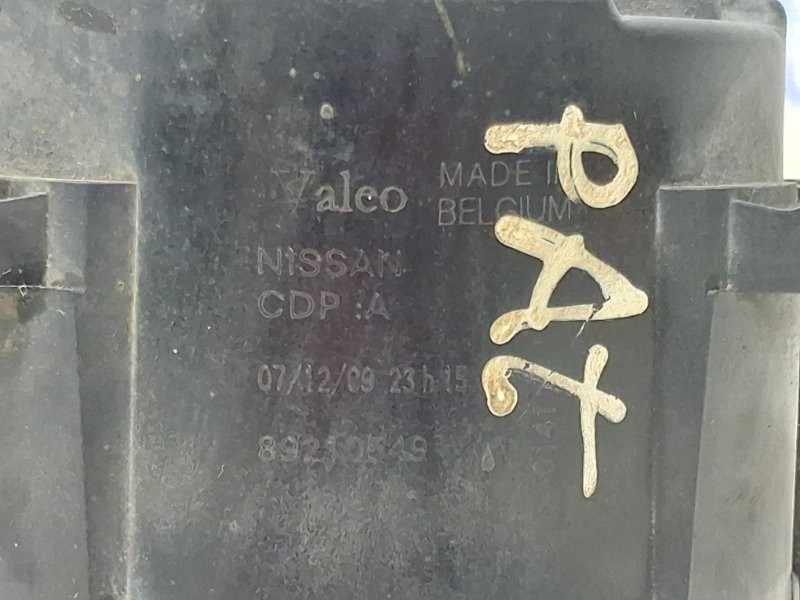 Valeo
MADE IN
BELGIUM
NISSAN
CDP :A
07/12/09 23h15
PAt